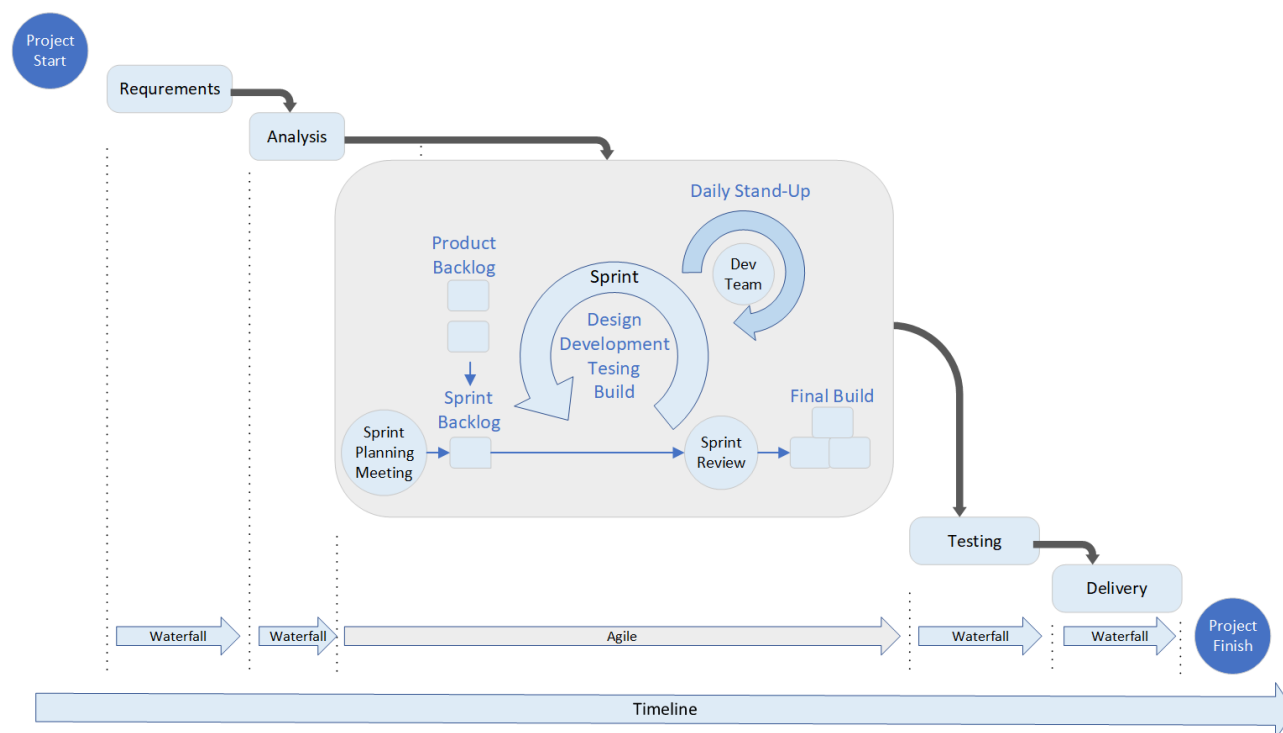 Project
Start
Requrements
Analysis
Daily Stand-Up
Product
Backlog
Dev
Team
Sprint
Design
Development
Tesing
Build
Sprint
Backlog
Final Build
Sprint
Planning
Meeting
Sprint
Review
Testing
Delivery
Waterfall
Waterfall
Agile
Waterfall
Waterfall
Project
Finish
Timeline